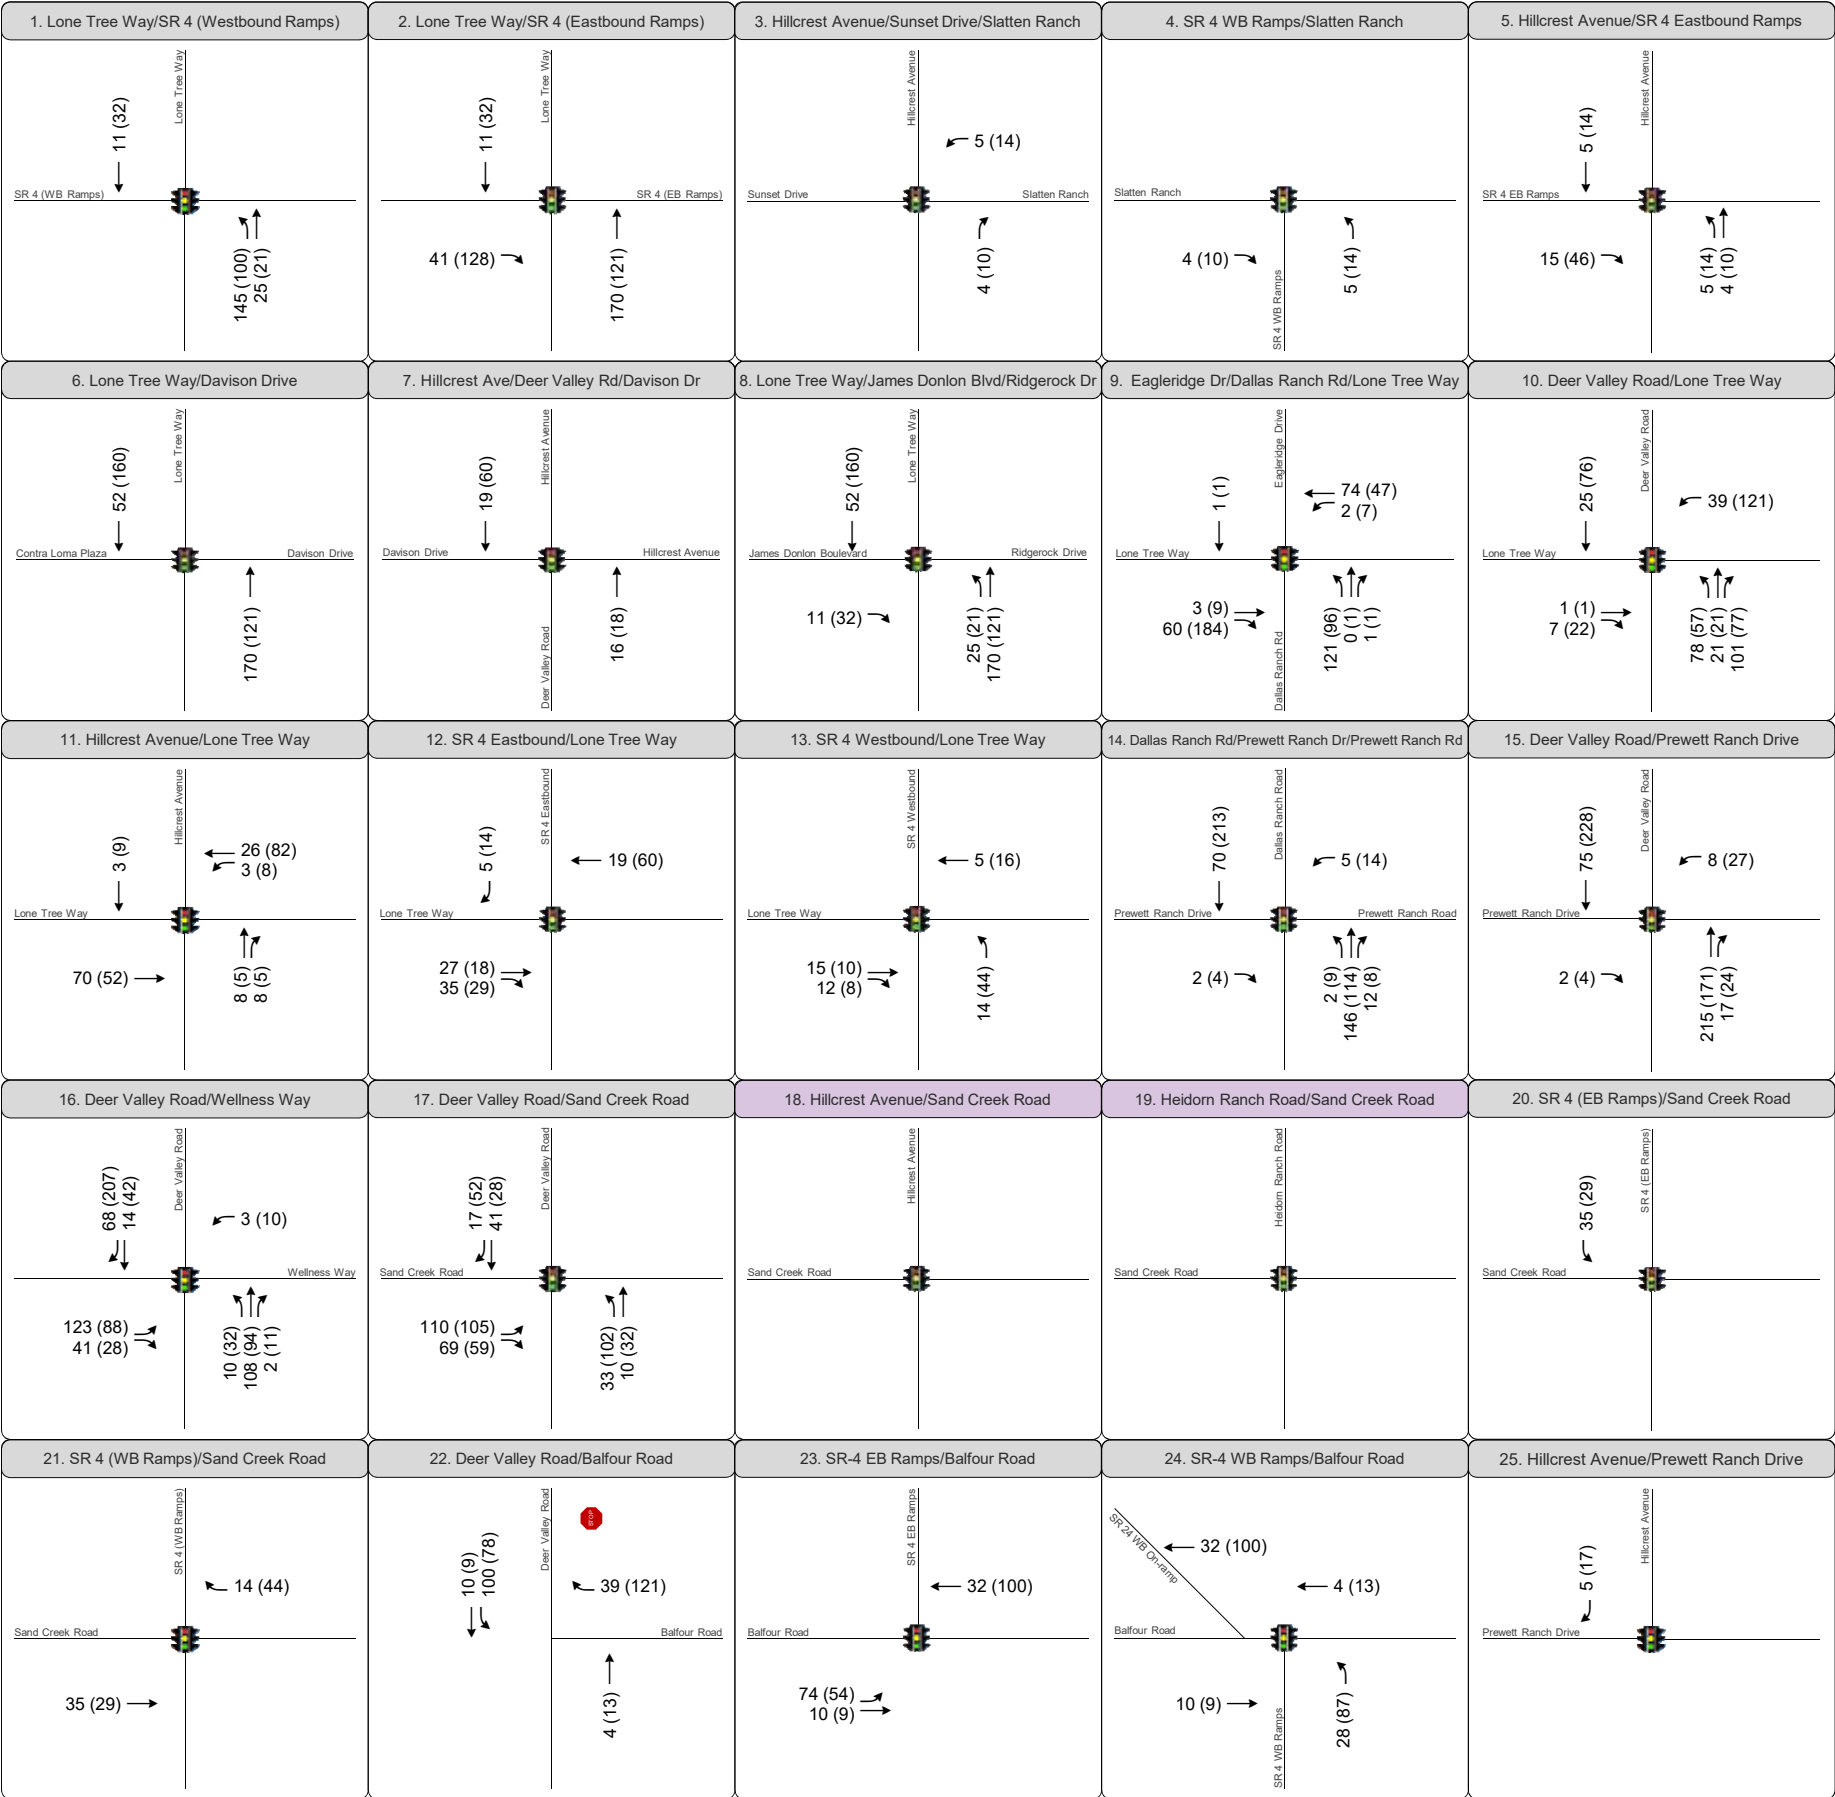 1. Lone Tree Way/SR 4 (Westbound Ramps)
Lone Tree Way
11 (32)
SR 4 (WB Ramps)
145 (100)
25 (21)
2. Lone Tree Way/SR 4 (Eastbound Ramps)
Lone Tree Way
11 (32)
SR 4 (EB Ramps)
41 (128)
170 (121)
3. Hillcrest Avenue/Sunset Drive/Slatten Ranch
Hillcrest Avenue
5 (14)
Sunset Drive
Slatten Ranch
4 (10)
4. SR 4 WB Ramps/Slatten Ranch
Slatten Ranch
4 (10)
SR 4 WB Ramps
5 (14)
5. Hillcrest Avenue/SR 4 Eastbound Ramps
Hillcrest Avenue
5 (14)
SR 4 EB Ramps
15 (46)
5 (14)
4 (10)
6. Lone Tree Way/Davison Drive
Lone Tree Way
52 (160)
Contra Loma Plaza
Davison Drive
170 (121)
7. Hillcrest Ave/Deer Valley Rd/Davison Dr
Hillcrest Avenue
19 (60)
Davison Drive
Hillcrest Avenue
Deer Valley Road
16 (18)
8. Lone Tree Way/James Donlon Blvd/Ridgerock Dr
Lone Tree Way
52 (160)
James Donlon Boulevard
Ridgerock Drive
11 (32)
25 (21)
170 (121)
9. Eagleridge Dr/Dallas Ranch Rd/Lone Tree Way
Eagleridge Drive
1 (1)
74 (47)
2 (7)
Lone Tree Way
3 (9)
60 (184)
Dallas Ranch Rd
121 (96)
0 (1)
1 (1)
10. Deer Valley Road/Lone Tree Way
Deer Valley Road
25 (76)
39 (121)
Lone Tree Way
1 (1)
7 (22)
78 (57)
21 (21)
101 (77)
11. Hillcrest Avenue/Lone Tree Way
Hillcrest Avenue
3 (9)
26 (82)
3 (8)
Lone Tree Way
70 (52)
8 (5)
8 (5)
12. SR 4 Eastbound/Lone Tree Way
SR 4 Eastbound
5 (14)
19 (60)
Lone Tree Way
27 (18)
35 (29)
13. SR 4 Westbound/Lone Tree Way
SR 4 Westbound
5 (16)
Lone Tree Way
15 (10)
12 (8)
14 (44)
14. Dallas Ranch Rd/Prewett Ranch Dr/Prewett Ranch Rd
Dallas Ranch Road
70 (213)
5 (14)
Prewett Ranch Drive
Prewett Ranch Road
2 (4)
2 (9)
146 (114)
12 (8)
15. Deer Valley Road/Prewett Ranch Drive
Deer Valley Road
75 (228)
8 (27)
Prewett Ranch Drive
2 (4)
215 (171)
17 (24)
16. Deer Valley Road/Wellness Way
Deer Valley Road
68 (207)
14 (42)
3 (10)
Wellness Way
123 (88)
41 (28)
10 (32)
108 (94)
2 (11)
17. Deer Valley Road/Sand Creek Road
Deer Valley Road
17 (52)
41 (28)
Sand Creek Road
110 (105)
69 (59)
33 (102)
10 (32)
18. Hillcrest Avenue/Sand Creek Road
Hillcrest Avenue
Sand Creek Road
19. Heidorn Ranch Road/Sand Creek Road
Heidorn Ranch Road
Sand Creek Road
20. SR 4 (EB Ramps)/Sand Creek Road
SR 4 (EB Ramps)
35 (29)
Sand Creek Road
21. SR 4 (WB Ramps)/Sand Creek Road
SR 4 (WB Ramps)
14 (44)
Sand Creek Road
35 (29)
22. Deer Valley Road/Balfour Road
Deer Valley Road
STOP
10 (9)
100 (78)
39 (121)
Balfour Road
4 (13)
23. SR-4 EB Ramps/Balfour Road
SR 4 EB Ramps
32 (100)
Balfour Road
74 (54)
10 (9)
24. SR-4 WB Ramps/Balfour Road
SR 24 WB On-ramp
32 (100)
4 (13)
Balfour Road
10 (9)
SR 4 WB Ramps
28 (87)
25. Hillcrest Avenue/Prewett Ranch Drive
Hillcrest Avenue
5 (17)
Prewett Ranch Drive